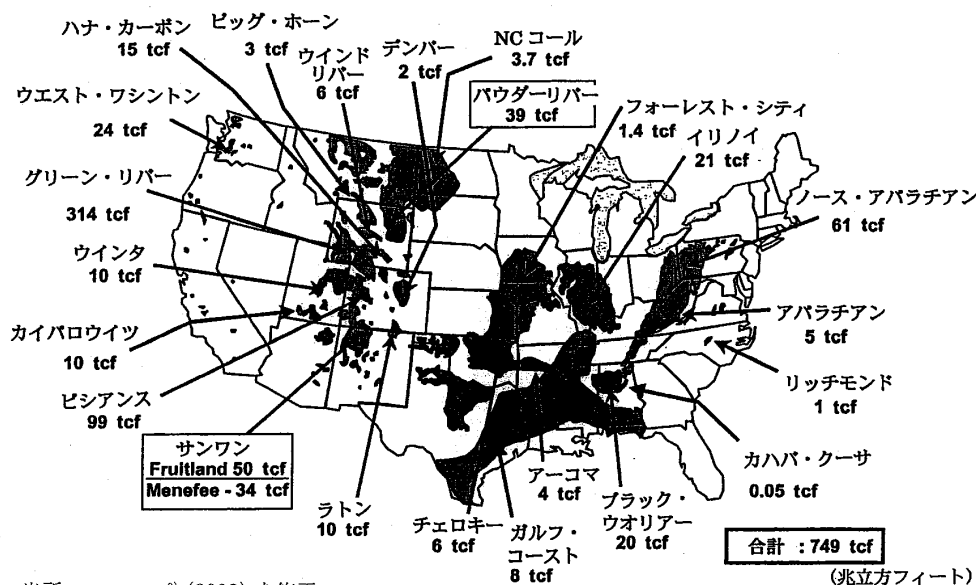 ハナ・カーボン
15 tcf
ビッグ・ホーン
3 tcf
ウインド
リバー
6 tcf
デンバー
2 tcf
NCコール
3.7 tcf
パウダーリバー
39 tcf
ウエスト・ワシントン
24 tcf
フォーレスト・シティ
1.4 tcf
イリノイ
21 tcf
グリーン・リバー
314 tcf
ノース・アパラチアン
61 tcf
ウインタ
10 tcf
アパラチアン
5 tcf
カイパロウイツ
10 tcf
リッチモンド
1 tcf
ピシアンス
99 tcf
サンワン
Fruitland 50 tcf
Menefee - 34 tcf
ラトン
10 tcf
チェロキー
6 tcf
ガルフ・
コースト
8 tcf
アーコマ
4 tcf
ブラック・
ウオリアー
20 tcf
カハバ・クーサ
0.05 tcf
合計 : 749 tcf
(兆立方フィート)